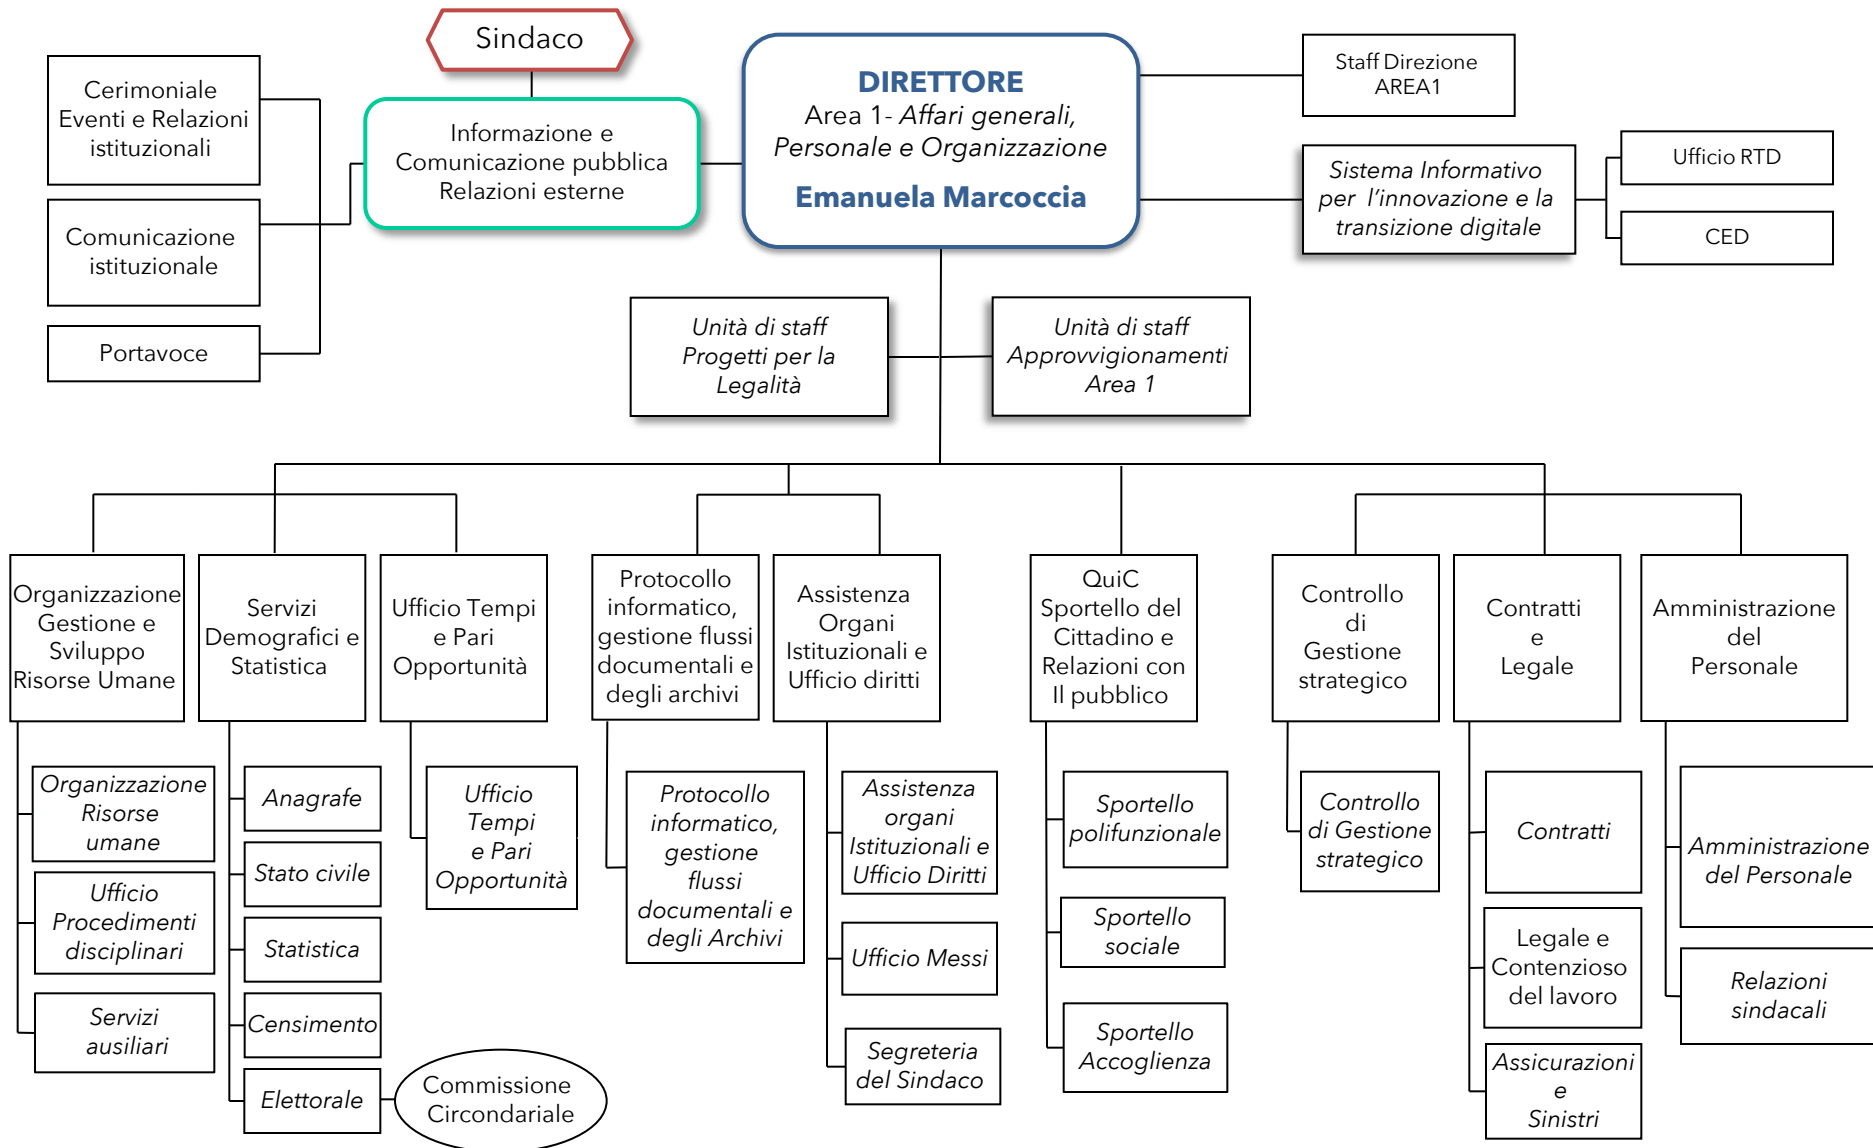 Sindaco
Cerimoniale
Eventi e Relazioni
istituzionali
Comunicazione
istituzionale
Portavoce
Informazione e
Comunicazione pubblica
Relazioni esterne
DIRETTORE
Area 1- Affari generali,
Personale e Organizzazione
Emanuela Marcoccia
Staff Direzione
AREA1
Sistema Informativo
per l'innovazione e la
transizione digitale
Ufficio RTD
CED
Unità di staff
Progetti per la
Legalità
Unità di staff
Approvvigionamenti
Area 1
Organizzazione
Gestione e
Sviluppo
Risorse Umane
Servizi
Demografici e
Statistica
Ufficio Tempi
e Pari
Opportunità
Protocollo
informatico,
gestione flussi
documentali e
degli archivi
Assistenza
Organi
Istituzionali e
Ufficio diritti
QuiC
Sportello del
Cittadino e
Relazioni con
Il pubblico
Controllo
di
Gestione
strategico
Contratti
e
Legale
Amministrazione
del
Personale
Organizzazione
Risorse
umane
Ufficio
Procedimenti
disciplinari
Servizi
ausiliari
Anagrafe
Stato civile
Statistica
Censimento
Elettorale
Commissione
Circondariale
Ufficio
Tempi
e Pari
Opportunità
Protocollo
informatico,
gestione
flussi
documentali e
degli Archivi
Assistenza
organi
Istituzionali e
Ufficio Diritti
Ufficio Messi
Segreteria
del Sindaco
Sportello
polifunzionale
Sportello
sociale
Sportello
Accoglienza
Controllo
di Gestione
strategico
Contratti
Legale e
Contenzioso
del lavoro
Assicurazioni
e
Sinistri
Amministrazione
del Personale
Relazioni
sindacali